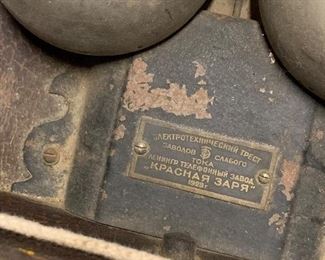 ЭЛЕКТРОТЕХНИЧЕСКИЙ ТРЕСТ
ЗАВОДОВ СЛАБОГО
ТОКА
ЛЕНИНГР. ТЕЛЕФОННЫЙ ЗАВОД
„КРАСНАЯ ЗАРЯ"